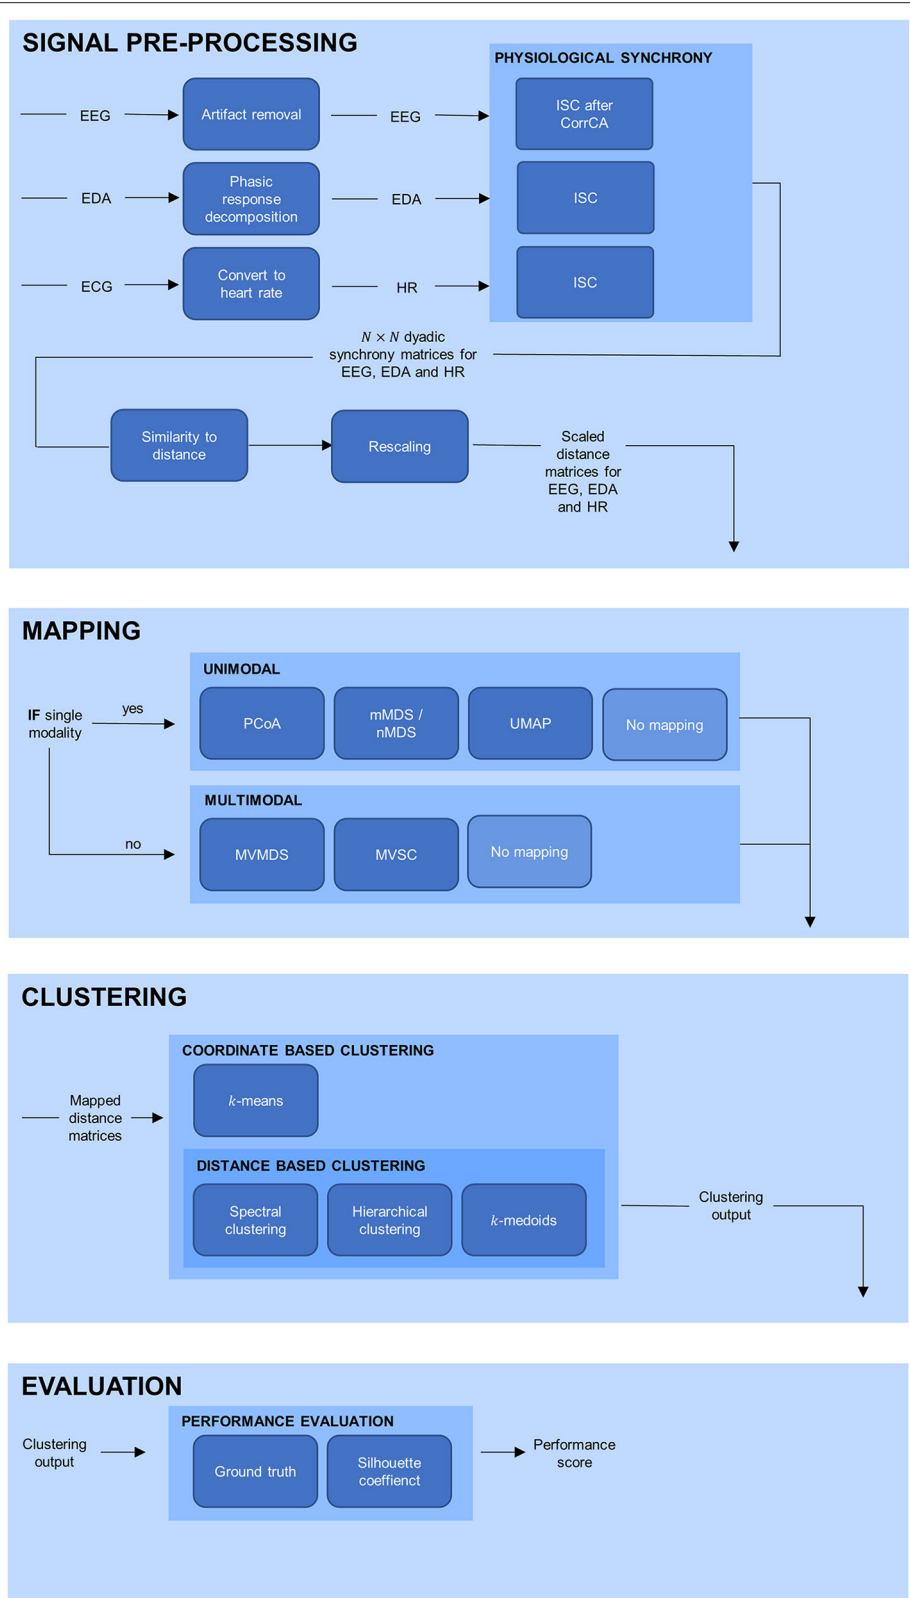 SIGNAL PRE-PROCESSING
PHYSIOLOGICAL SYNCHRONY
EEG
Artifact removal
EEG
ISC after
CorrCA
EDA
Phasic
response
decomposition
EDA
ISC
ECG
Convert to
heart rate
HR
ISC
N × N dyadic
synchrony matrices for
EEG, EDA and HR
Similarity to
distance
Rescaling
Scaled
distance
matrices for
EEG, EDA
and HR
MAPPING
UNIMODAL
IF single
modality
yes
PCoA
mMDS /
nMDS
UMAP
No mapping
MULTIMODAL
no
MVMDS
MVSC
No mapping
CLUSTERING
COORDINATE BASED CLUSTERING
Mapped
distance
matrices
k-means
DISTANCE BASED CLUSTERING
Spectral
clustering
Hierarchical
clustering
k-medoids
Clustering
output
EVALUATION
PERFORMANCE EVALUATION
Clustering
output
Ground truth
Silhouette
coeffienct
Performance
score